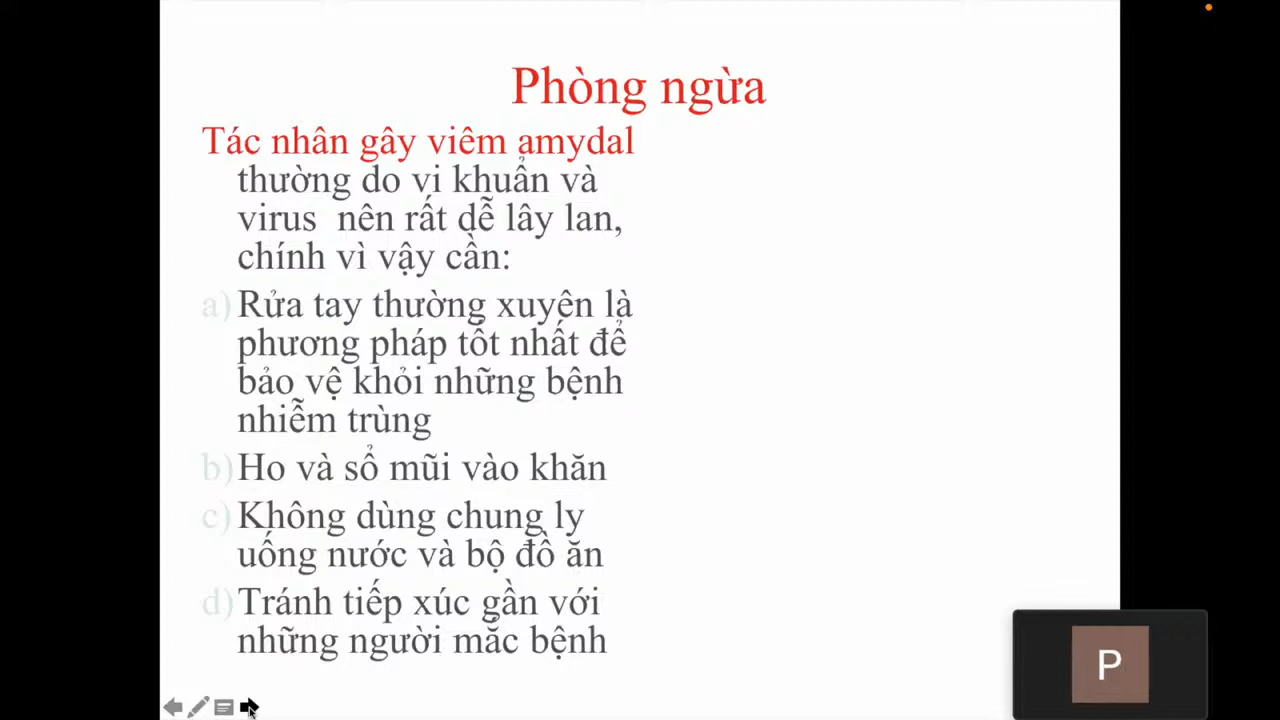 Phòng ngừa
Tác nhân gây viêm amydal
thường do vi khuẩn và
virus nên rất dễ lây lan,
chính vì vậy cần:
a) Rửa tay thường xuyên là
phương pháp tốt nhất để
bảo vệ khỏi những bệnh
nhiễm trùng
b) Ho và sổ mũi vào khăn
c) Không dùng chung ly
uống nước và bộ đồ ăn
d) Tránh tiếp xúc gần với
những người mắc bệnh
P